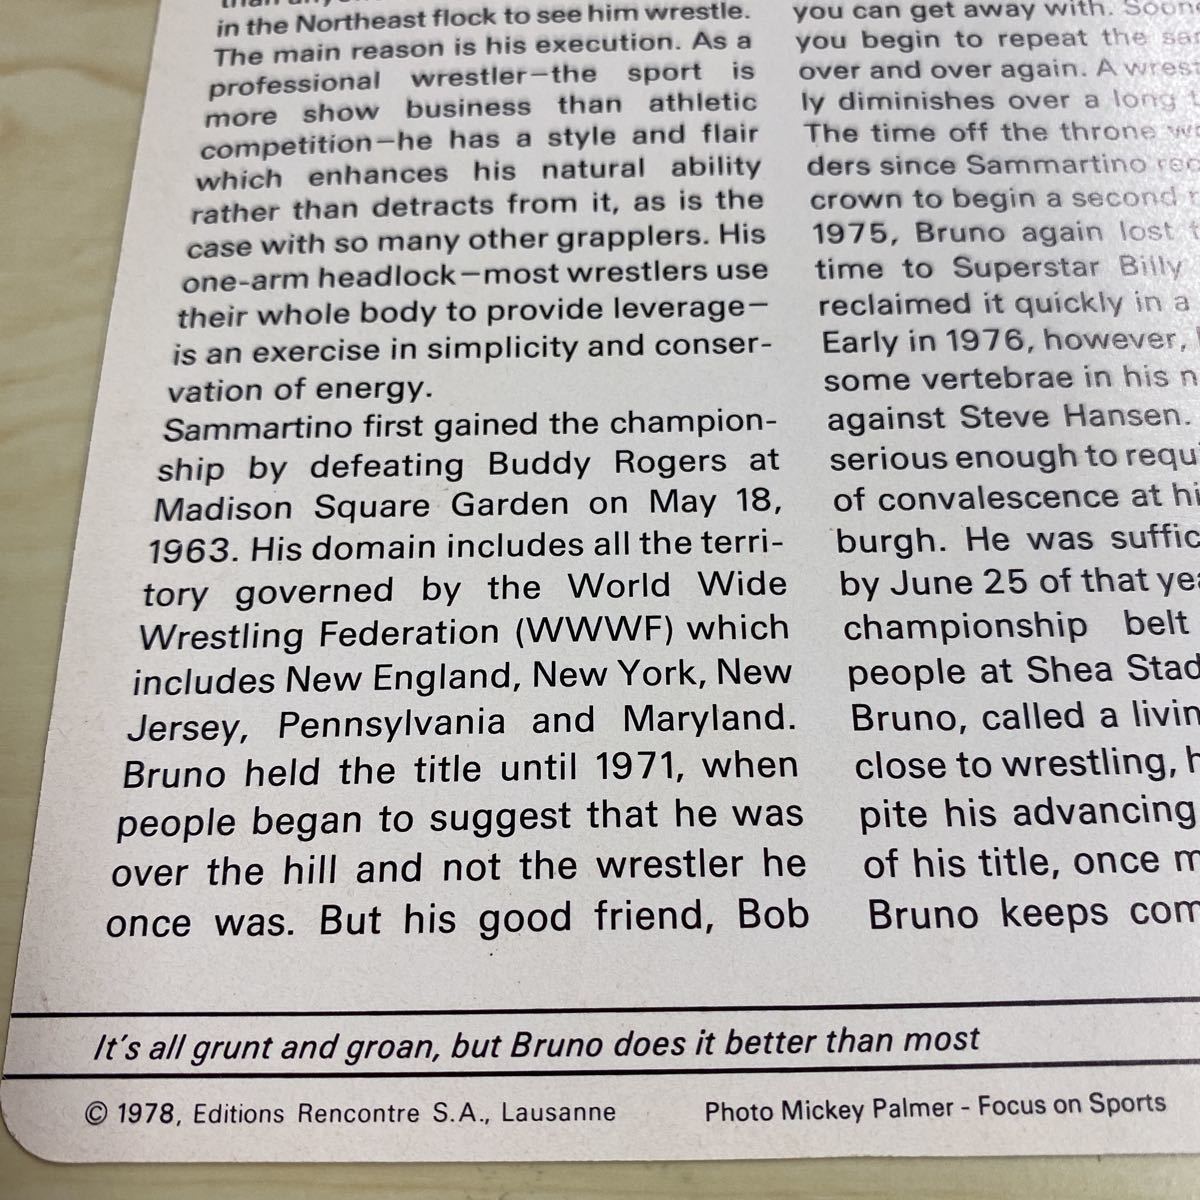 in the Northeast flock to see him wrestle.
The main reason is his execution. As a
professional wrestler—the sport is
more show business than athletic
competition—he has a style and flair
which enhances his natural ability
rather than detracts from it, as is the
case with so many other grapplers. His
one-arm headlock—most wrestlers use
their whole body to provide leverage—
is an exercise in simplicity and conser-
vation of energy.
Sammartino first gained the champion-
ship by defeating Buddy Rogers at
Madison Square Garden on May 18,
1963. His domain includes all the terri-
tory governed by the World Wide
Wrestling Federation (WWWF) which
includes New England, New York, New
Jersey, Pennsylvania and Maryland.
Bruno held the title until 1971, when
people began to suggest that he was
over the hill and not the wrestler he
once was. But his good friend, Bob
you can get away with.
you begin to repeat the
over and over again. A
ly diminishes over a long
The time off the throne
ders since Sammartino
crown to begin a second
1975, Bruno again lost
time to Superstar Billy
reclaimed it quickly in a
Early in 1976, however,
some vertebrae in his
against Steve Hansen.
serious enough to
of convalescence at
burgh. He was
by June 25 of that
championship belt
people at Shea
Bruno, called a
close to wrestling,
pite his advancing
of his title, once
Bruno keeps
It's all grunt and groan, but Bruno does it better than most
© 1978, Editions Rencontre S.A., Lausanne
Photo Mickey Palmer - Focus on Sports